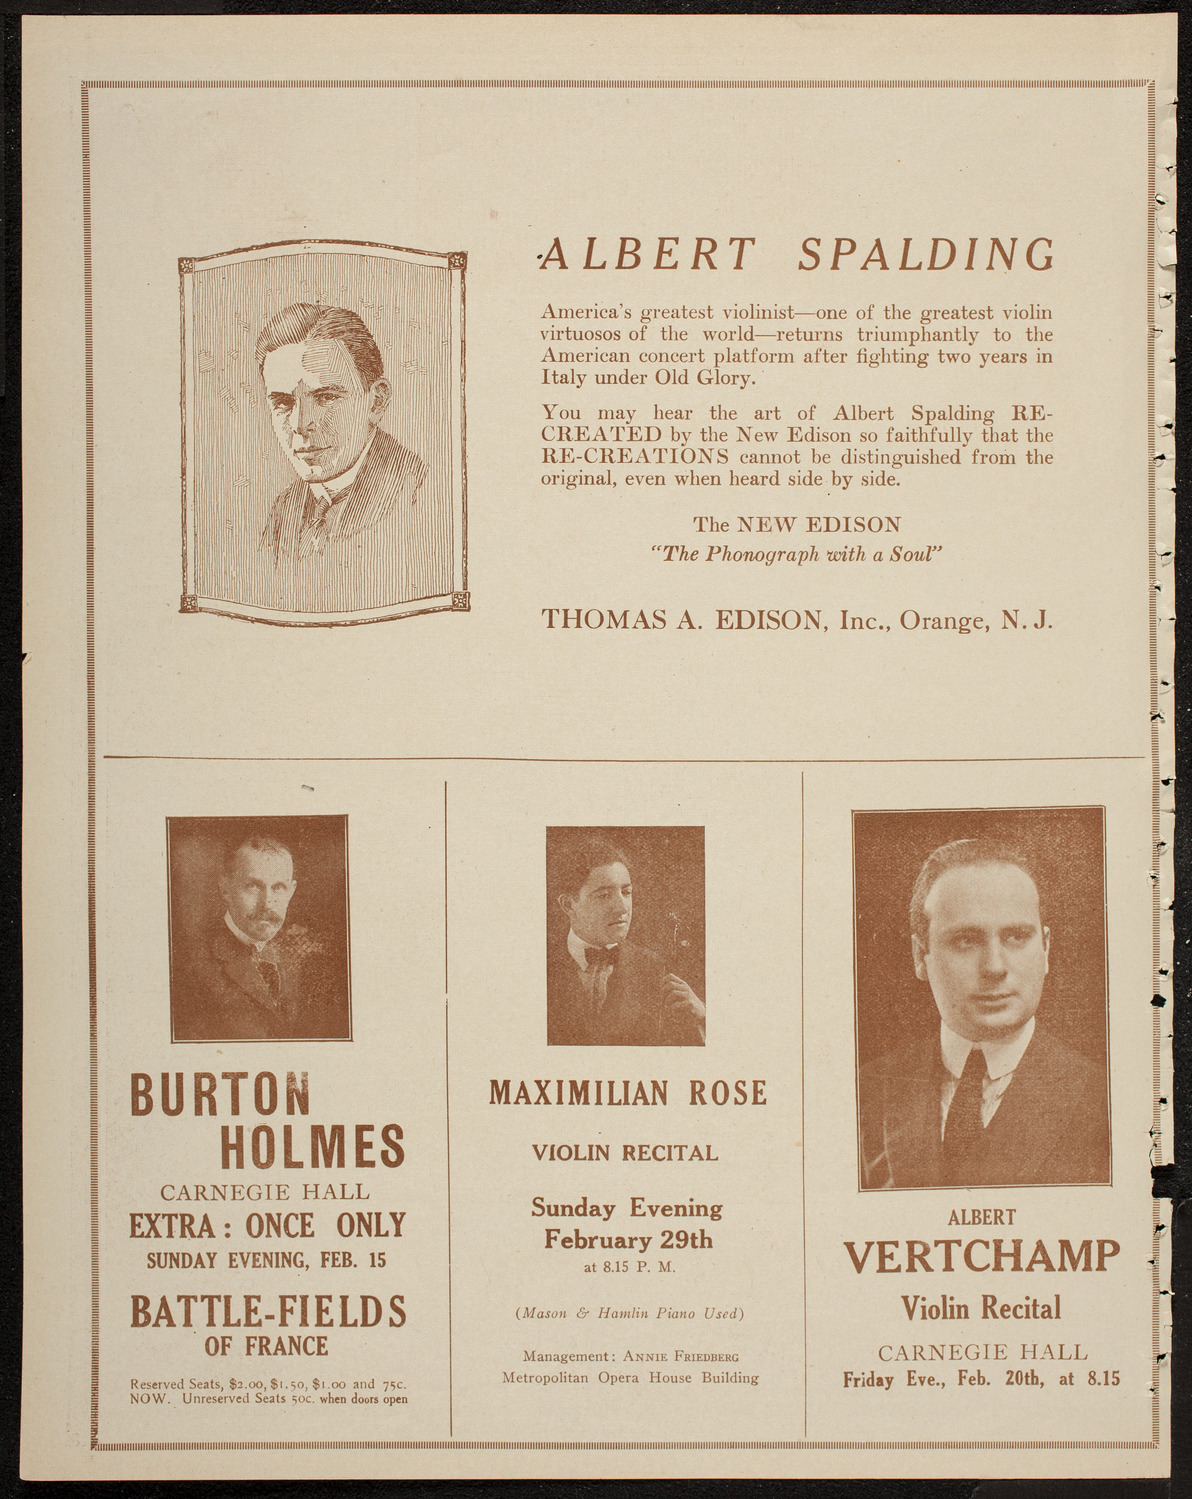 ALBERT SPALDING
America's greatest violinist—one of the greatest violin
virtuosos of the world—returns triumphantly to the
American concert platform after fighting two years in
Italy under Old Glory.
You may hear the art of Albert Spalding RE-
CREATED by the New Edison so faithfully that the
RE-CREATIONS cannot be distinguished from the
original, even when heard side by side.
The NEW EDISON
"The Phonograph with a Soul"
THOMAS A. EDISON, Inc., Orange, N. J.
BURTON
HOLMES
CARNEGIE HALL
EXTRA: ONCE ONLY
SUNDAY EVENING, FEB. 15
BATTLE-FIELDS
OF FRANCE
Reserved Seats, $2.00, $1.50, $1.00 and 75c.
NOW. Unreserved Seats 50c. when doors open
MAXIMILIAN ROSE
VIOLIN RECITAL
Sunday Evening
February 29th
at 8.15 P. M.
(Mason & Hamlin Piano Used)
Management: ANNIE FRIEDBERG
Metropolitan Opera House Building
ALBERT
VERTCHAMP
Violin Recital
CARNEGIE HALL
Friday Eve., Feb. 20th, at 8.15